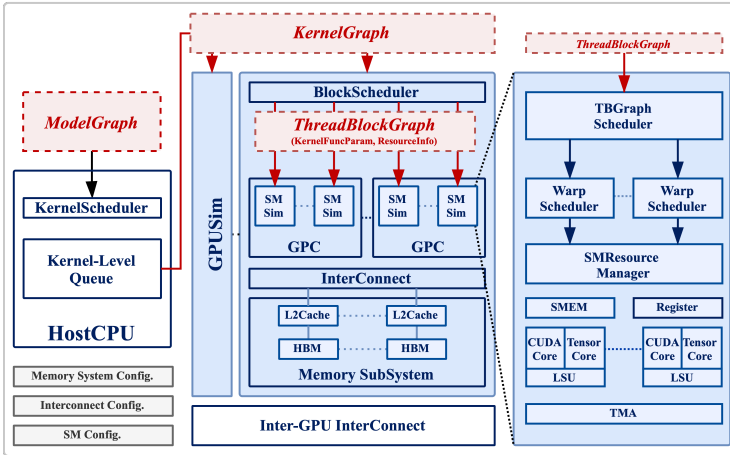 ModelGraph
KernelScheduler
Kernel-Level
Queue
HostCPU
Memory System Config.
Interconnect Config.
SM Config.
KernelGraph
GPUSim
BlockScheduler
ThreadBlockGraph
(KernelFuncParam, ResourceInfo)
SM
Sim
SM
Sim
GPC
SM
Sim
SM
Sim
GPC
InterConnect
L2Cache
L2Cache
HBM
HBM
Memory SubSystem
Inter-GPU InterConnect
ThreadBlockGraph
TBGraph
Scheduler
Warp
Scheduler
Warp
Scheduler
SMResource
Manager
SMEM
Register
CUDA
Core
Tensor
Core
LSU
CUDA
Core
Tensor
Core
LSU
TMA